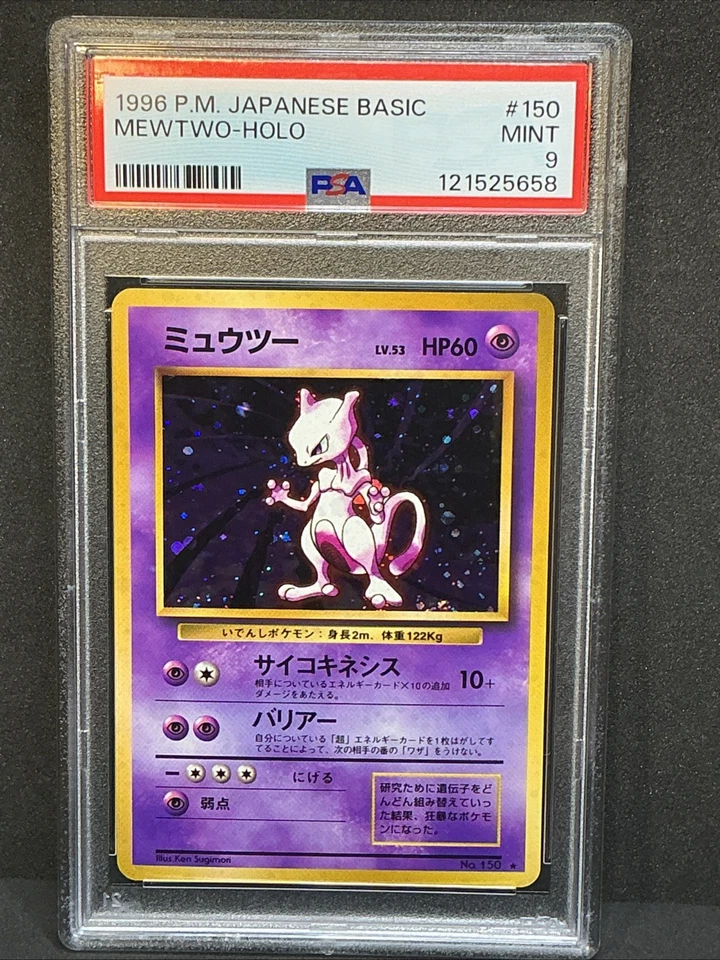 1996 P.M. JAPANESE BASIC #150
MEWTWO-HOLO MINT
9
PSA 121525658
ミュウツー LV.53 HP60
いでんしポケモン：身長2m、体重122Kg
サイコキネシス 10+
相手についているエネルギーカード×10の追加
ダメージをあたえる。
バリアー
自分についている「超」エネルギーカードを1枚はがしてす
てることによって、次の相手の番の「ワザ」をうけない。
にげる
弱点
研究ために遺伝子をど
んどん組み替えていっ
た結果、狂暴なポケモ
ンになった。
Illus.Ken Sugimori No.150 ★